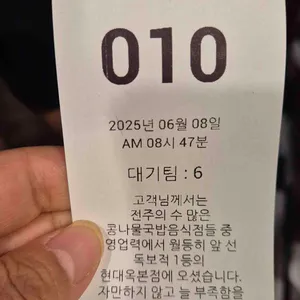 010
2025년 06월 08일
AM 08시 47분
대기팀 : 6
고객님께서는
전주의 수 많은
콩나물국밥음식점들 중
영업력에서 월등히 앞 선
독보적 1등의
현대옥본점에 오셨습니다.
자만하지 않고 늘 부족함을